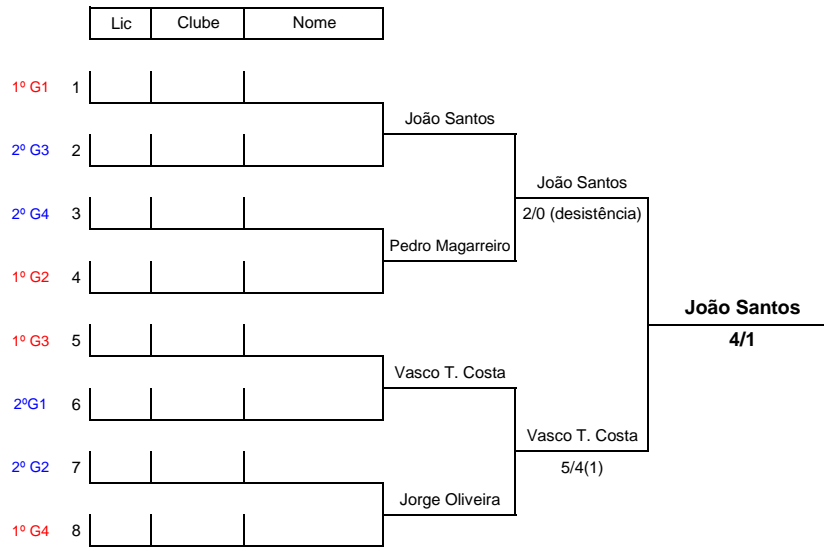 Lic Clube Nome
1º G1 1
João Santos
2º G3 2
João Santos
2º G4 3
2/0 (desistência)
Pedro Magarreiro
1º G2 4
João Santos
1º G3 5
4/1
Vasco T. Costa
2ºG1 6
Vasco T. Costa
2º G2 7
5/4(1)
Jorge Oliveira
1º G4 8